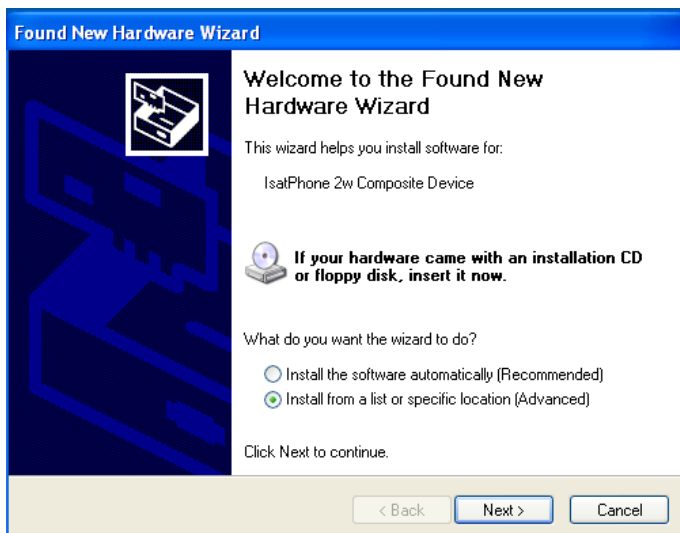 Found New Hardware Wizard
Welcome to the Found New
Hardware Wizard
This wizard helps you install software for:
IsatPhone 2w Composite Device
If your hardware came with an installation CD
or floppy disk, insert it now.
What do you want the wizard to do?
Install the software automatically (Recommended)
Install from a list or specific location (Advanced)
Click Next to continue.
< Back Next > Cancel